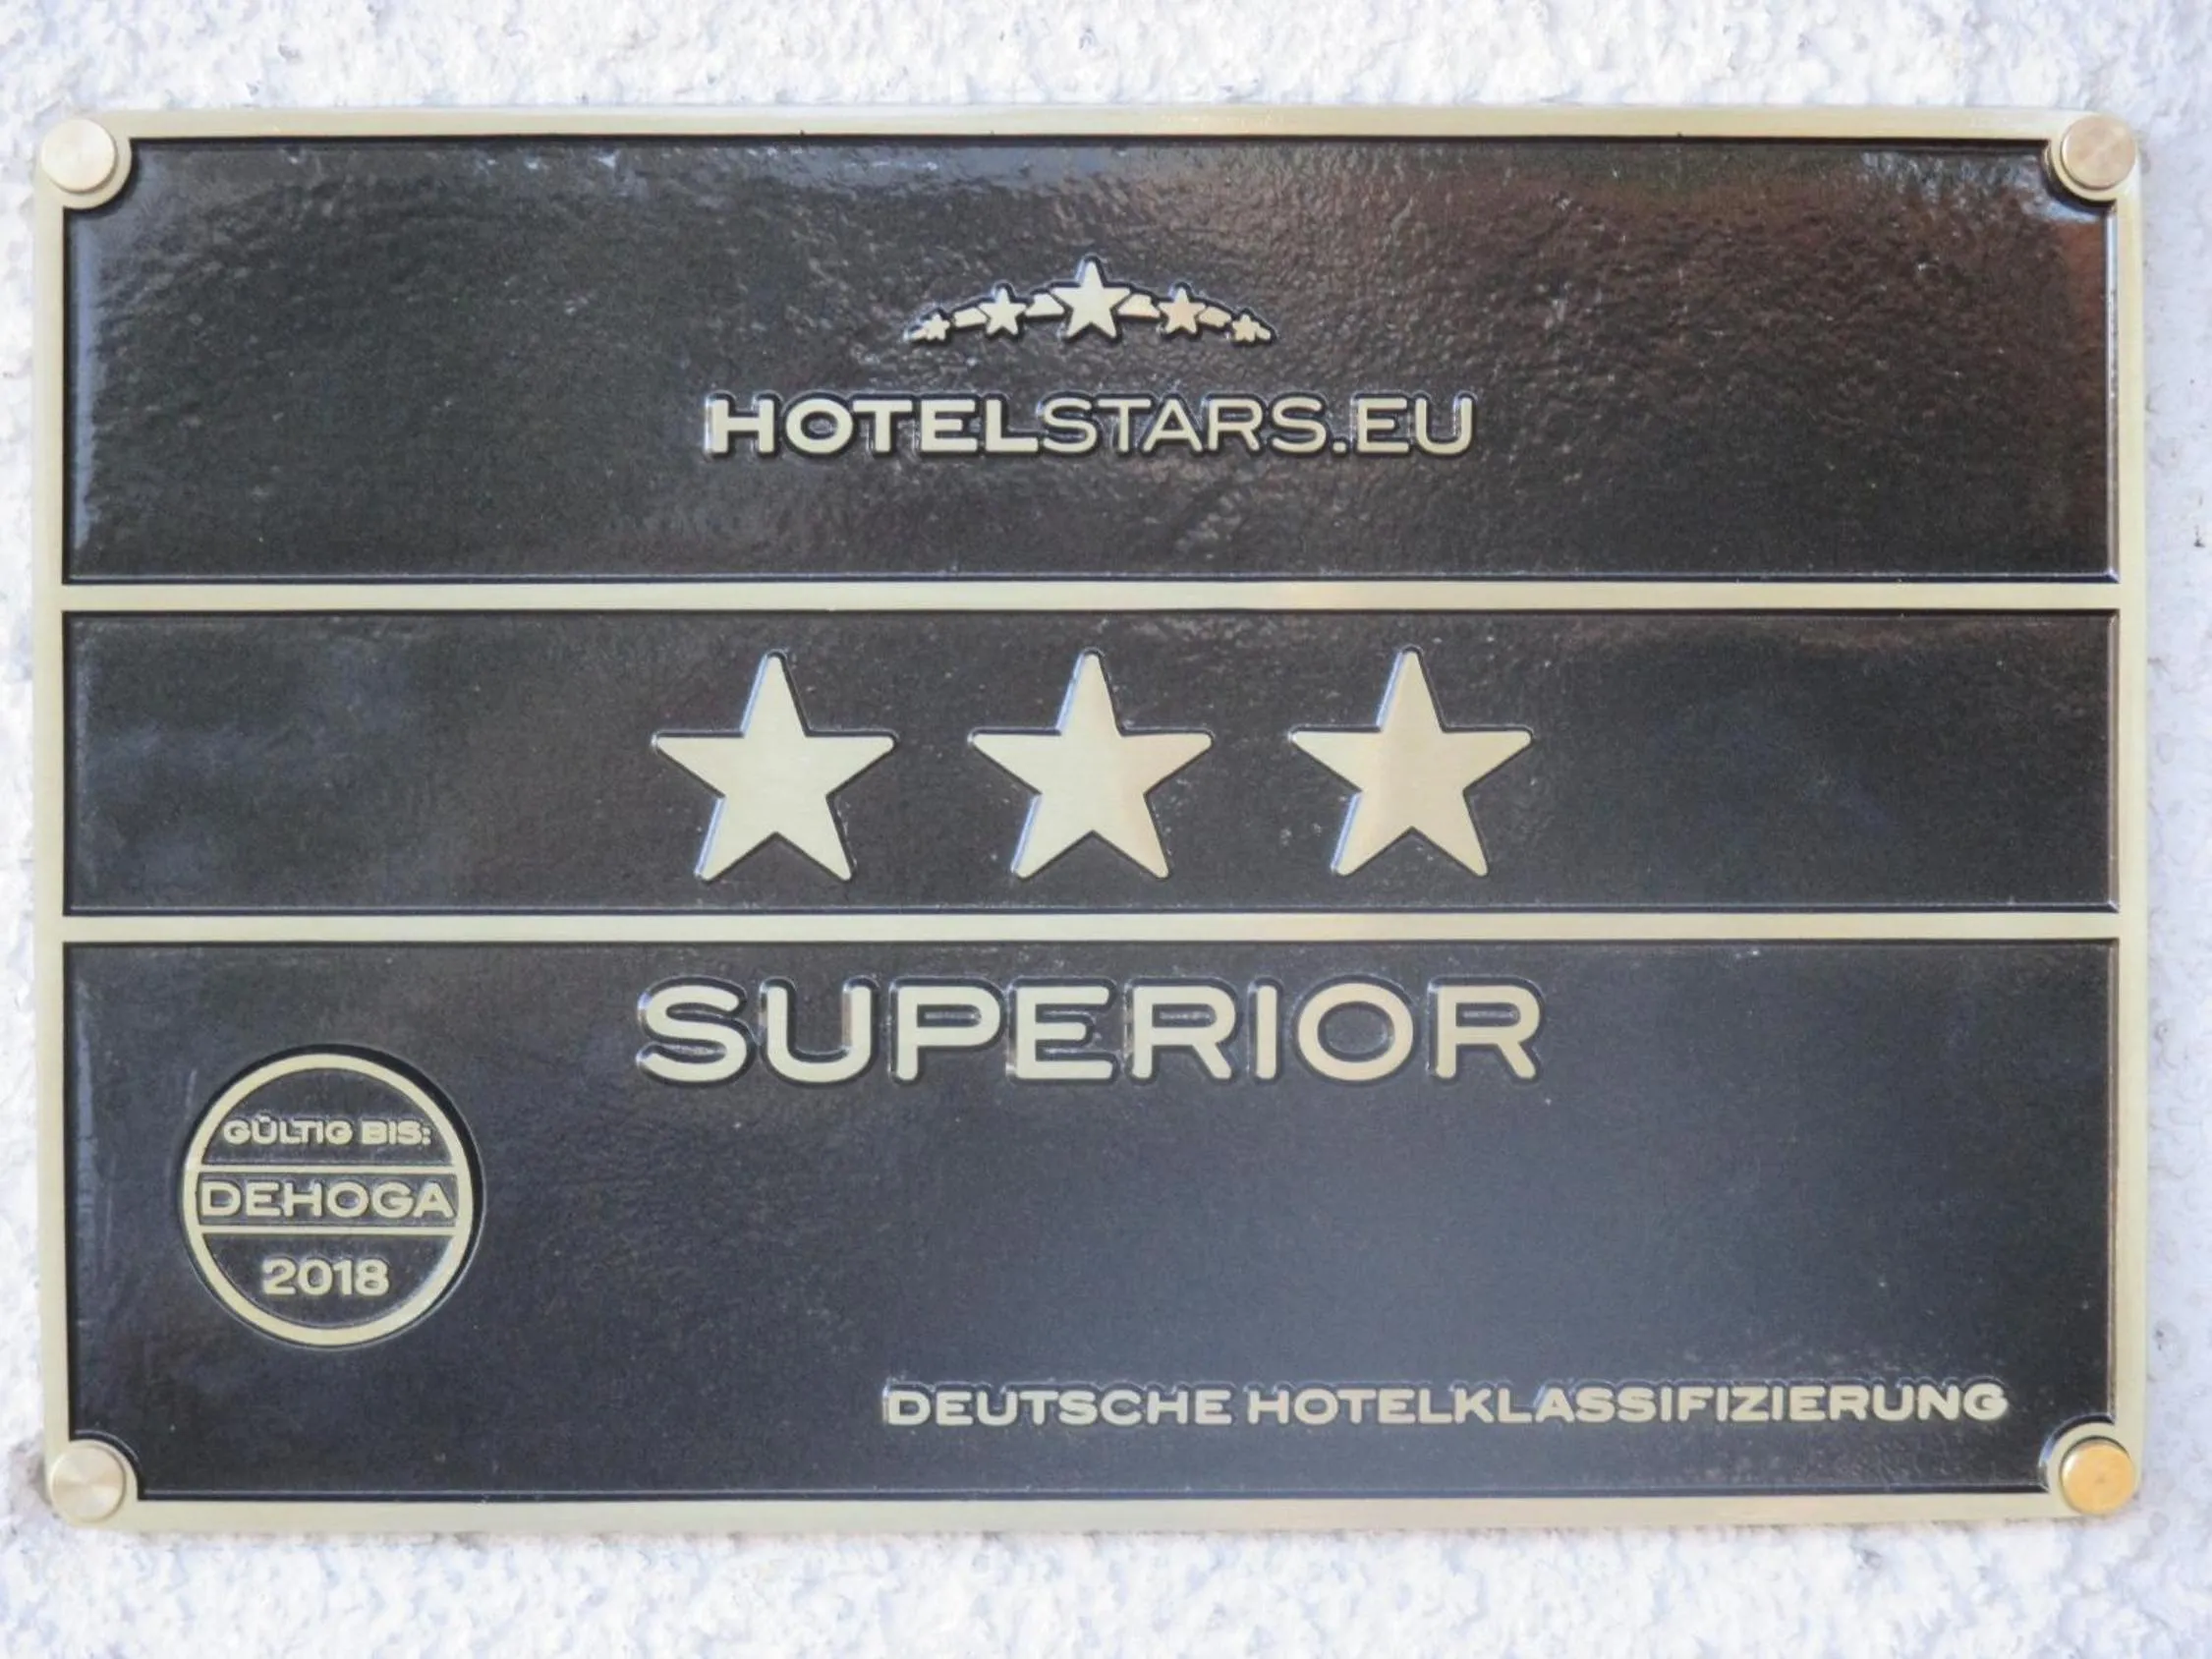 HOTELSTARS.EU
SUPERIOR
GÜLTIG BIS:
DEHOGA
2018
DEUTSCHE HOTELKLASSIFIZIERUNG